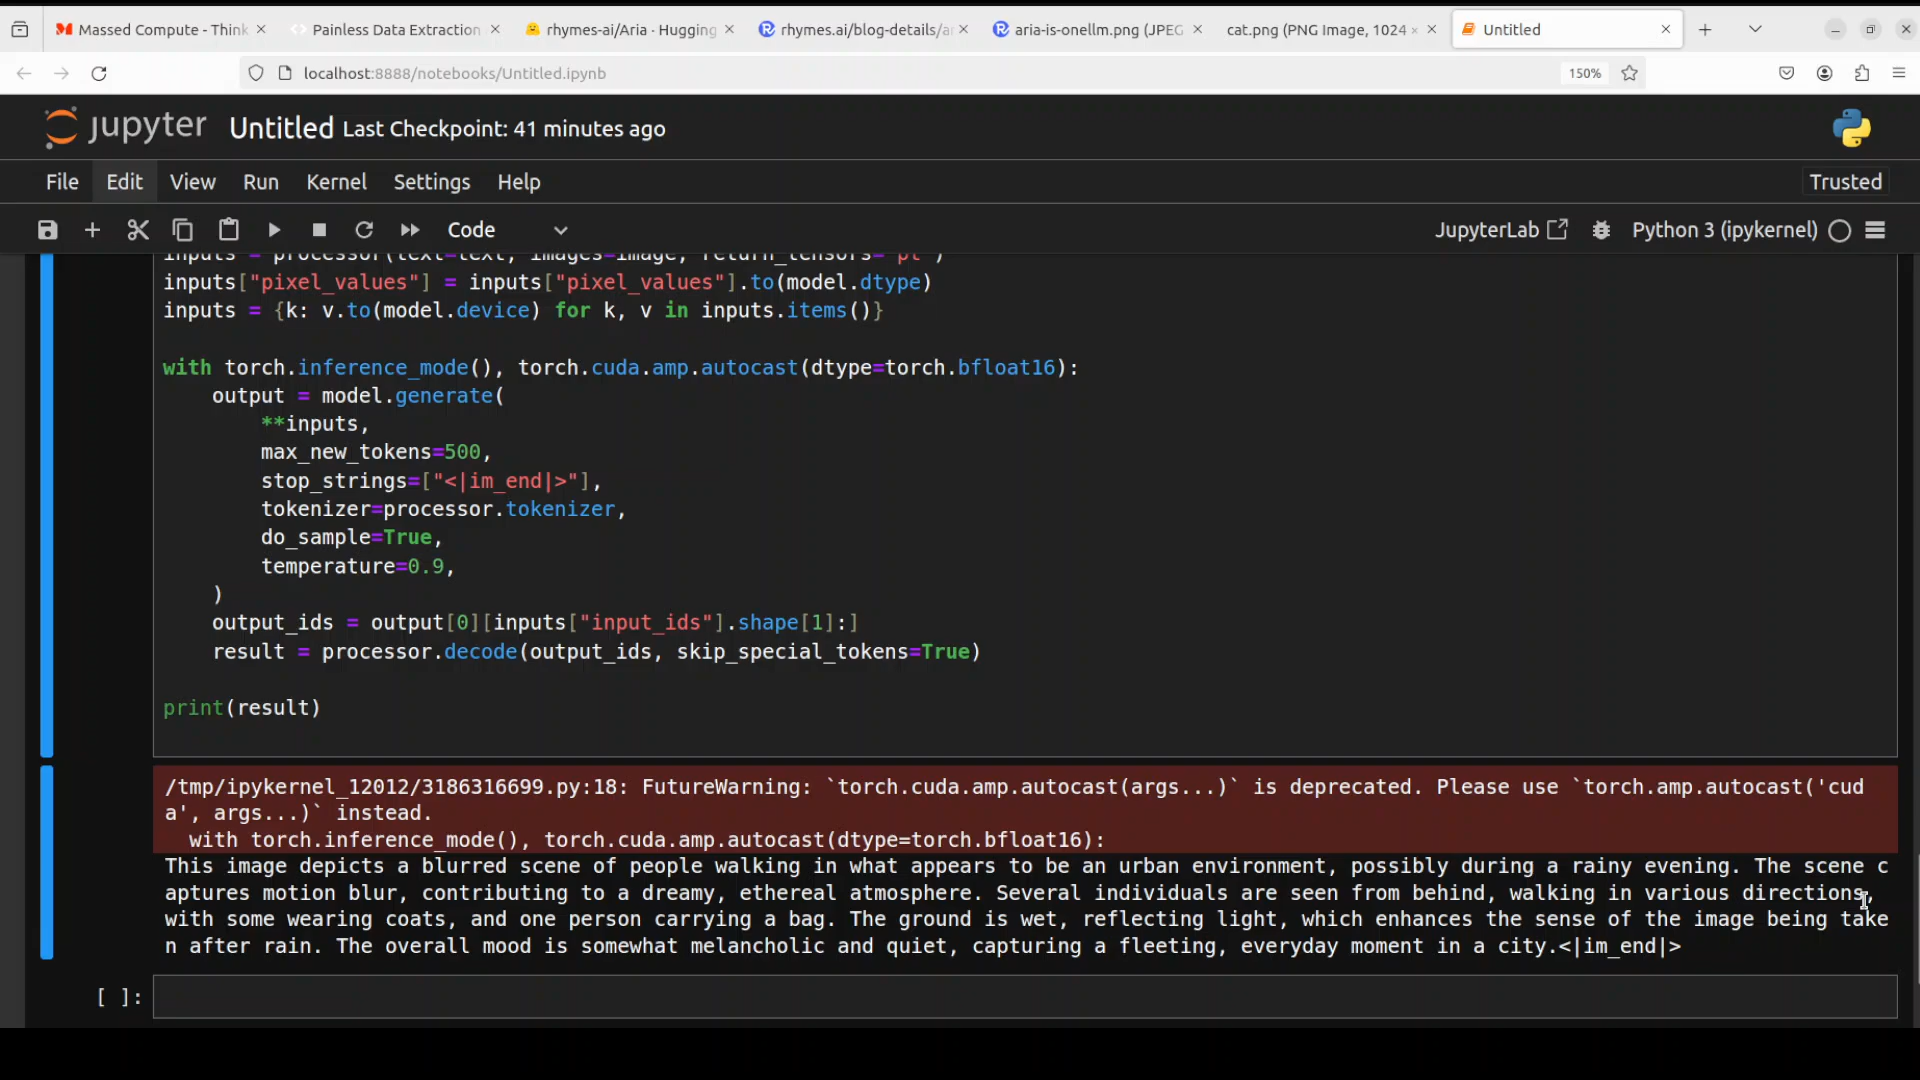 Massed Compute - Think
Painless Data Extraction
rhymes-ai/Aria · Hugging
rhymes.ai/blog-details/ar
aria-is-onellm.png (JPEG
cat.png (PNG Image, 1024 ×
Untitled
localhost:8888/notebooks/Untitled.ipynb
150%
jupyter Untitled Last Checkpoint: 41 minutes ago
File Edit View Run Kernel Settings Help
Trusted
Code
JupyterLab
Python 3 (ipykernel)
inputs = processor(text=text, images=image, return_tensors="pt")
inputs["pixel_values"] = inputs["pixel_values"].to(model.dtype)
inputs = {k: v.to(model.device) for k, v in inputs.items()}
with torch.inference_mode(), torch.cuda.amp.autocast(dtype=torch.bfloat16):
output = model.generate(
**inputs,
max_new_tokens=500,
stop_strings=["<|im_end|>"],
tokenizer=processor.tokenizer,
do_sample=True,
temperature=0.9,
)
output_ids = output[0][inputs["input_ids"].shape[1]:]
result = processor.decode(output_ids, skip_special_tokens=True)
print(result)
/tmp/ipykernel_12012/3186316699.py:18: FutureWarning: `torch.cuda.amp.autocast(args...)` is deprecated. Please use `torch.amp.autocast('cud
a', args...)` instead.
with torch.inference_mode(), torch.cuda.amp.autocast(dtype=torch.bfloat16):
This image depicts a blurred scene of people walking in what appears to be an urban environment, possibly during a rainy evening. The scene c
aptures motion blur, contributing to a dreamy, ethereal atmosphere. Several individuals are seen from behind, walking in various directions,
with some wearing coats, and one person carrying a bag. The ground is wet, reflecting light, which enhances the sense of the image being take
n after rain. The overall mood is somewhat melancholic and quiet, capturing a fleeting, everyday moment in a city.<|im_end|>
[ ]: